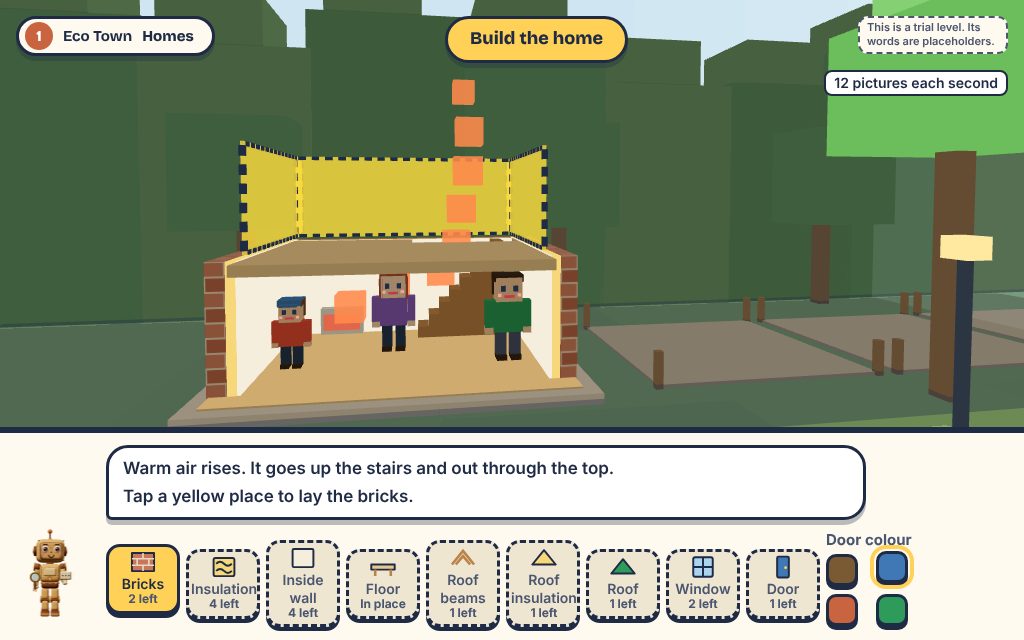 1 Eco Town Homes
Build the home
This is a trial level. Its
words are placeholders.
12 pictures each second
Warm air rises. It goes up the stairs and out through the top.
Tap a yellow place to lay the bricks.
Door colour
Bricks
2 left
Insulation
4 left
Inside
wall
4 left
Floor
In place
Roof
beams
1 left
Roof
insulation
1 left
Roof
1 left
Window
2 left
Door
1 left